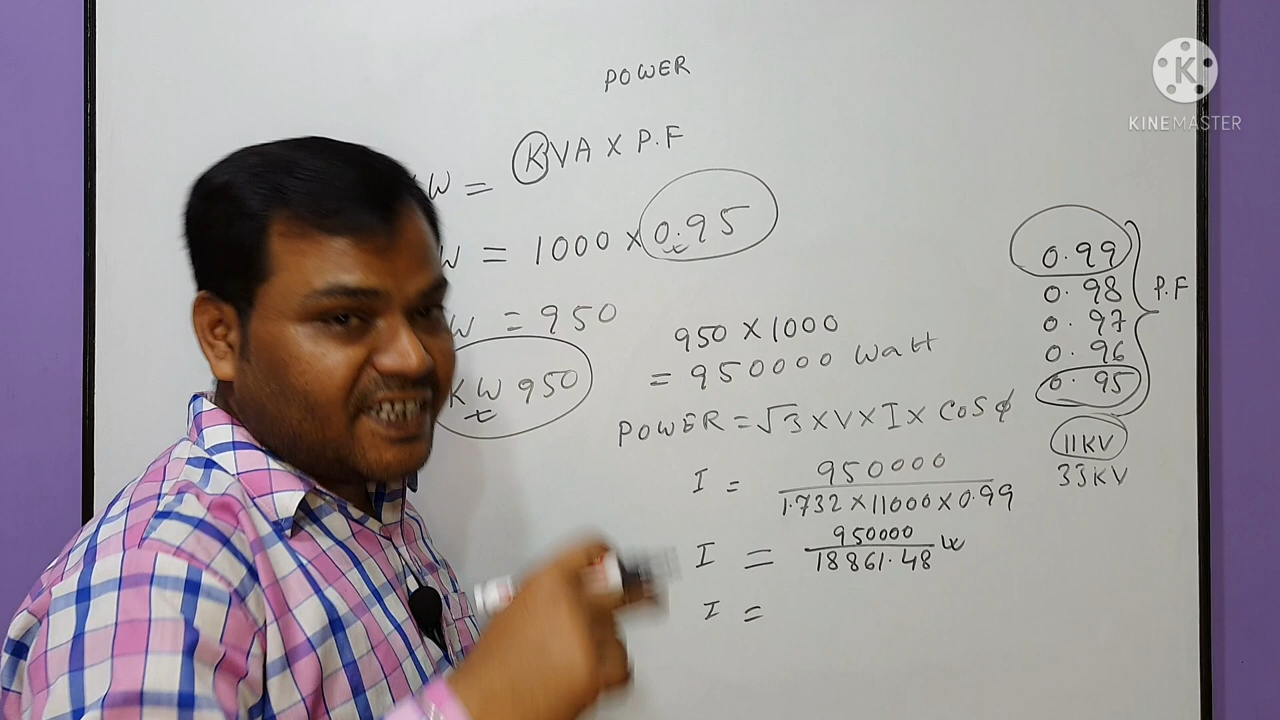 POWER
K
KINEMASTER
W = KVA X P.F
W = 1000 X 0.95
W = 950
KW 950
950 X 1000
= 950000 Watt
POWER = √3 X V X I X COS φ
I = 950000 / 1.732 X 11000 X 0.99
I = 950000 / 18861.48
I =
0.99
0.98
0.97
0.96
0.95
P.F
11KV
33KV